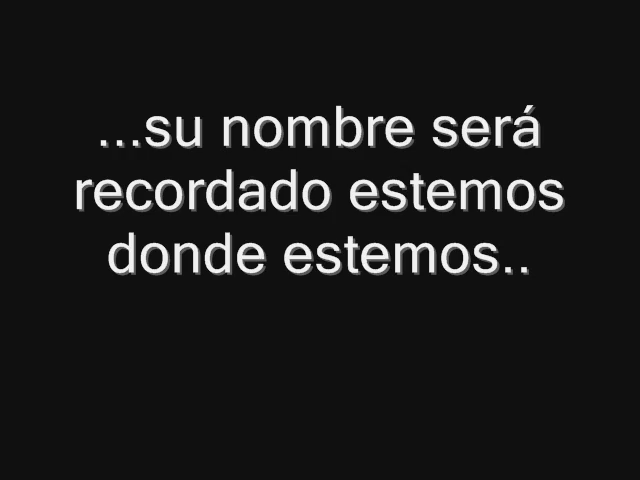 ...su nombre será
recordado estemos
donde estemos..